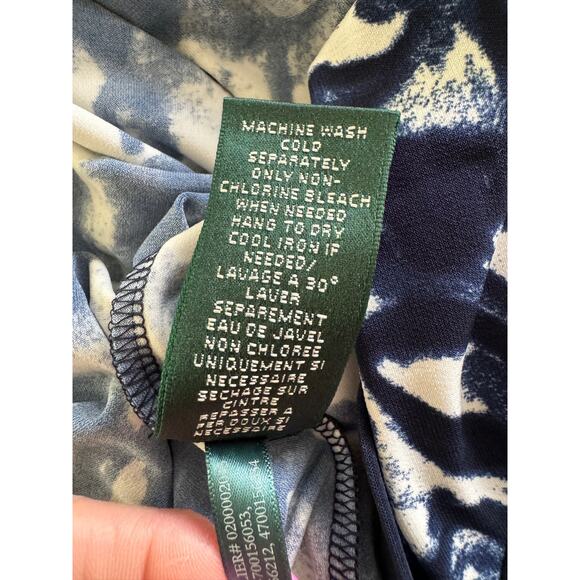 MACHINE WASH
COLD
SEPARATELY
ONLY NON-
CHLORINE BLEACH
WHEN NEEDED
HANG TO DRY
COOL IRON IF
NEEDED/
LAVAGE A 30°
LAVER
SEPAREMENT
EAU DE JAVEL
NON CHLOREE
UNIQUEMENT SI
NECESSAIRE
SECHAGE SUR
CINTRE
REPASSER A
FER DOUX SI
NECESSAIRE
4700156053,